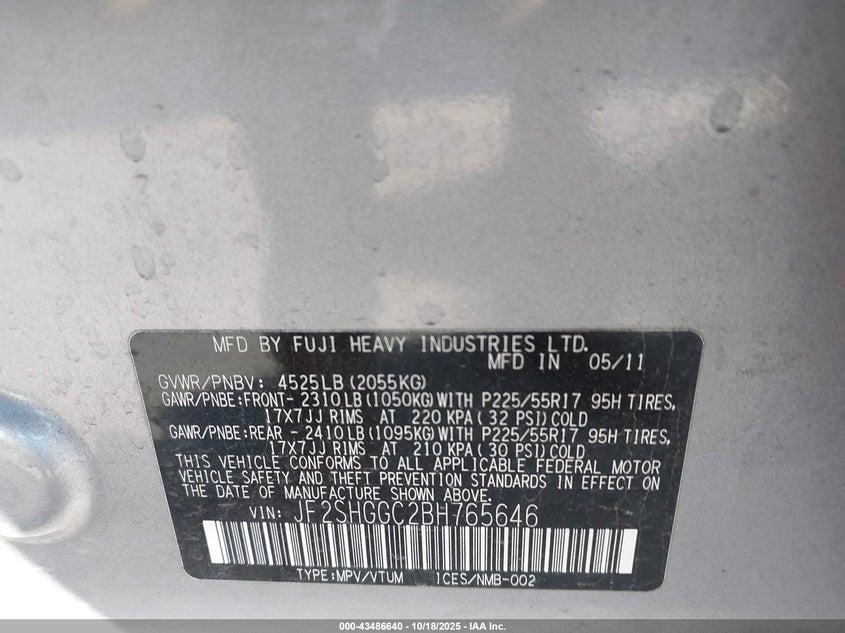 MFD BY FUJI HEAVY INDUSTRIES LTD.
MFD IN 05/11
GVWR/PNBV: 4525LB (2055KG)
GAWR/PNBE:FRONT- 2310LB (1050KG) WITH P225/55R17 95H TIRES,
17X7JJ RIMS AT 220 KPA ( 32 PSI) COLD
GAWR/PNBE:REAR - 2410LB (1095KG) WITH P225/55R17 95H TIRES,
17X7JJ RIMS AT 210 KPA ( 30 PSI) COLD
THIS VEHICLE CONFORMS TO ALL APPLICABLE FEDERAL MOTOR
VEHICLE SAFETY AND THEFT PREVENTION STANDARDS IN EFFECT ON
THE DATE OF MANUFACTURE SHOWN ABOVE.
VIN: JF2SHGGC2BH765646
TYPE:MPV/VTUM ICES/NMB-002
000-43486640 - 10/18/2025 - IAA Inc.